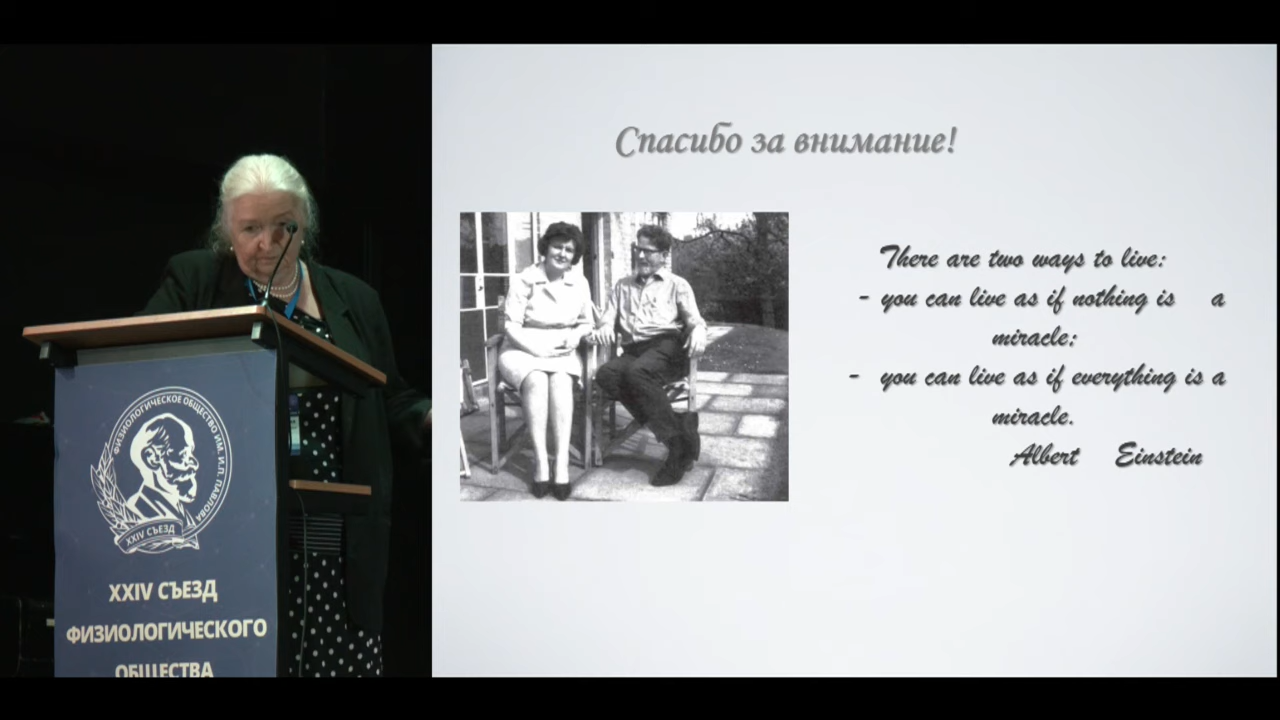 Спасибо за внимание!
There are two ways to live:
- you can live as if nothing is a
miracle;
- you can live as if everything is a
miracle.
Albert Einstein
ФИЗИОЛОГИЧЕСКОЕ ОБЩЕСТВО ИМ. И.П. ПАВЛОВА
XXIV СЪЕЗД
XXIV СЪЕЗД
ФИЗИОЛОГИЧЕСКОГО
ОБЩЕСТВА